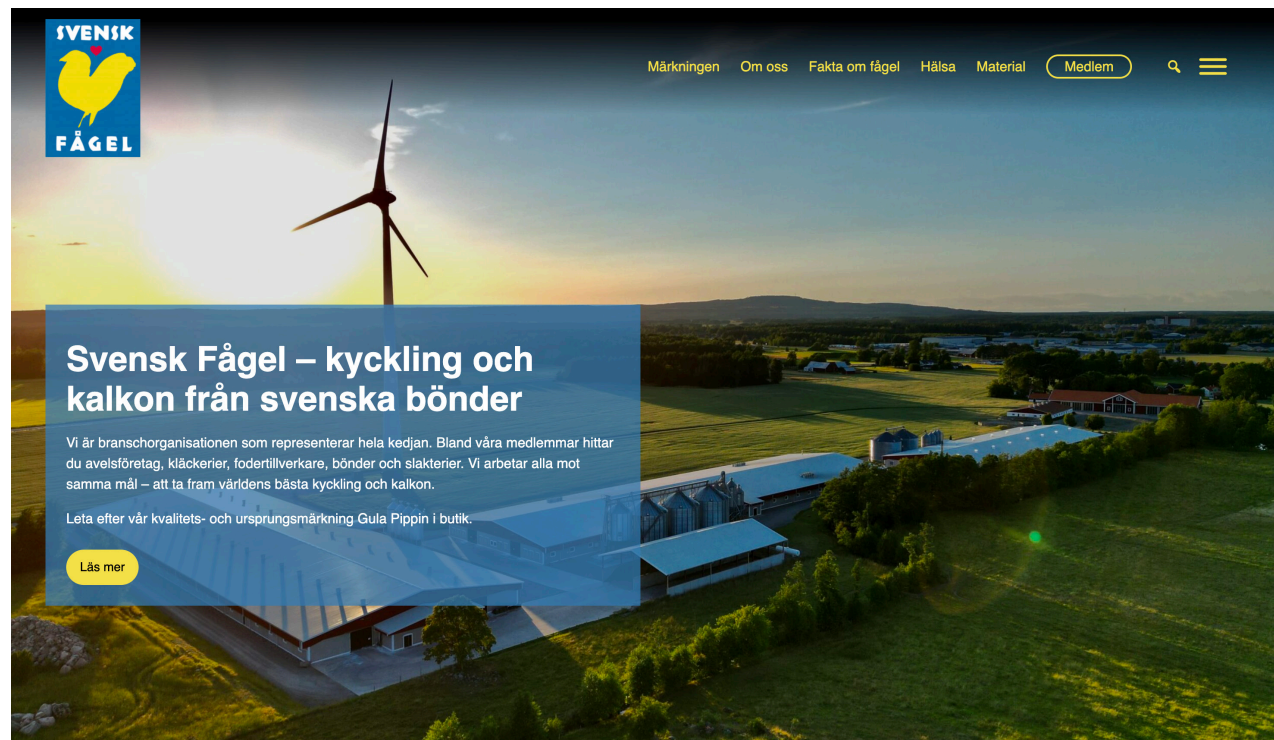 SVENSK
FÅGEL
Märkningen Om oss Fakta om fågel Hälsa Material Medlem
Svensk Fågel – kyckling och
kalkon från svenska bönder
Vi är branschorganisationen som representerar hela kedjan. Bland våra medlemmar hittar
du avelsföretag, kläckerier, fodertillverkare, bönder och slakterier. Vi arbetar alla mot
samma mål – att ta fram världens bästa kyckling och kalkon.
Leta efter vår kvalitets- och ursprungsmärkning Gula Pippin i butik.
Läs mer